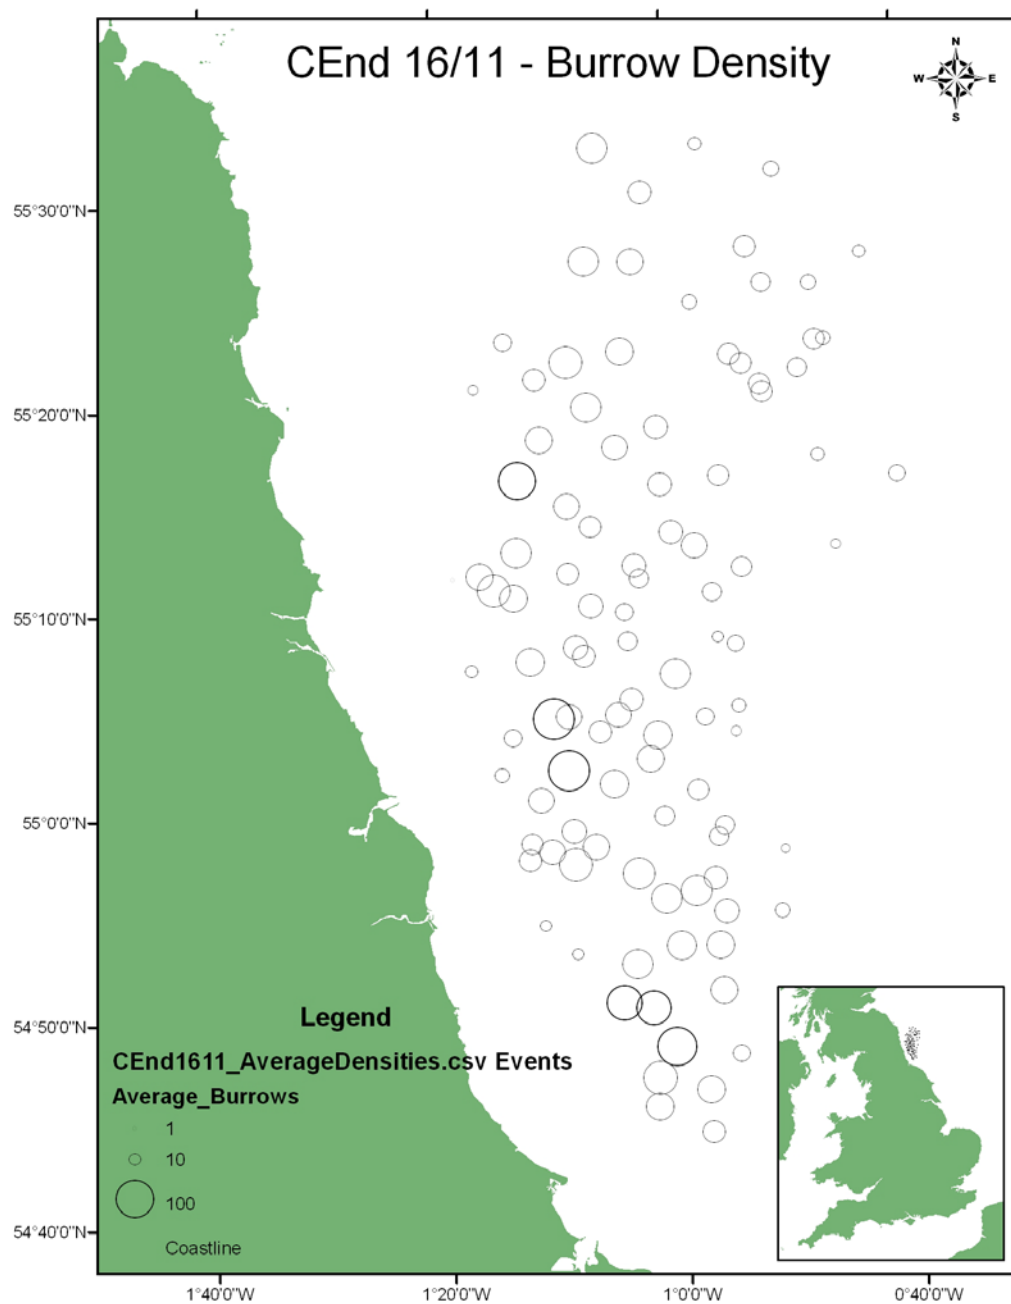 CEnd 16/11 - Burrow Density
N
W E
S
55°30'0"N
55°20'0"N
55°10'0"N
55°0'0"N
54°50'0"N
54°40'0"N
Legend
CEnd1611_AverageDensities.csv Events
Average_Burrows
1
10
100
Coastline
1°40'0"W 1°20'0"W 1°0'0"W 0°40'0"W